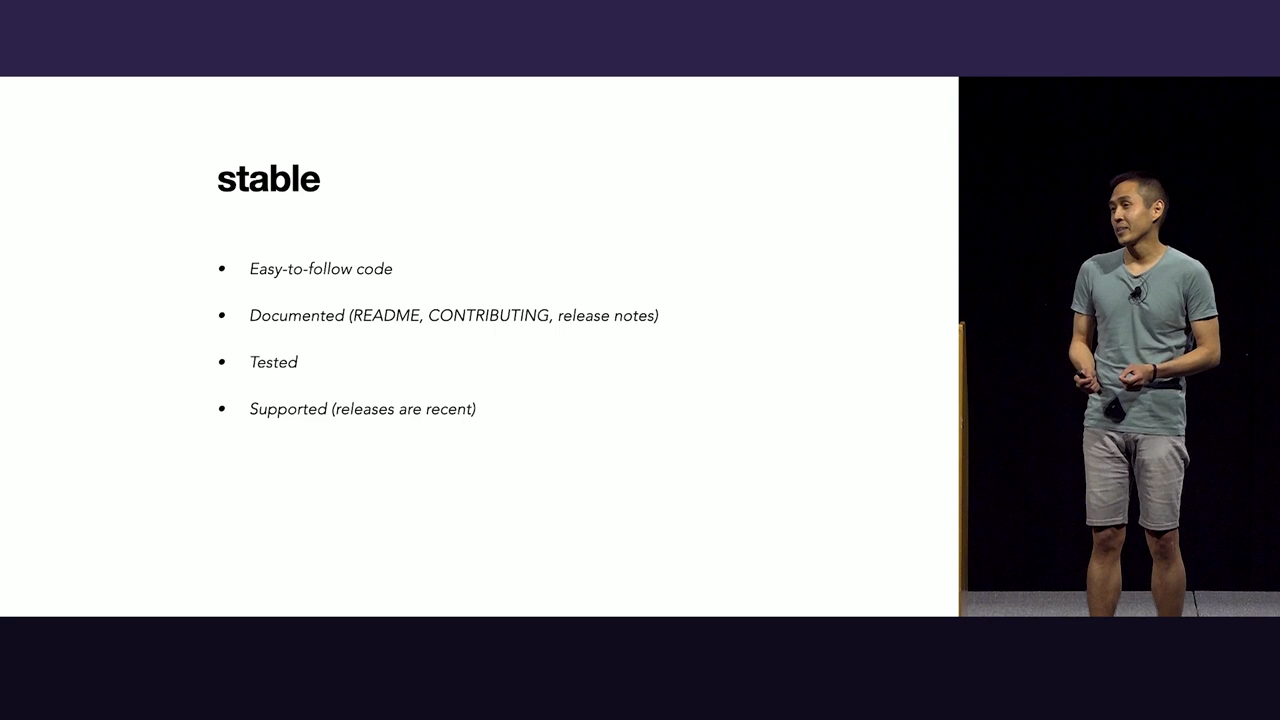 stable
• Easy-to-follow code
• Documented (README, CONTRIBUTING, release notes)
• Tested
• Supported (releases are recent)